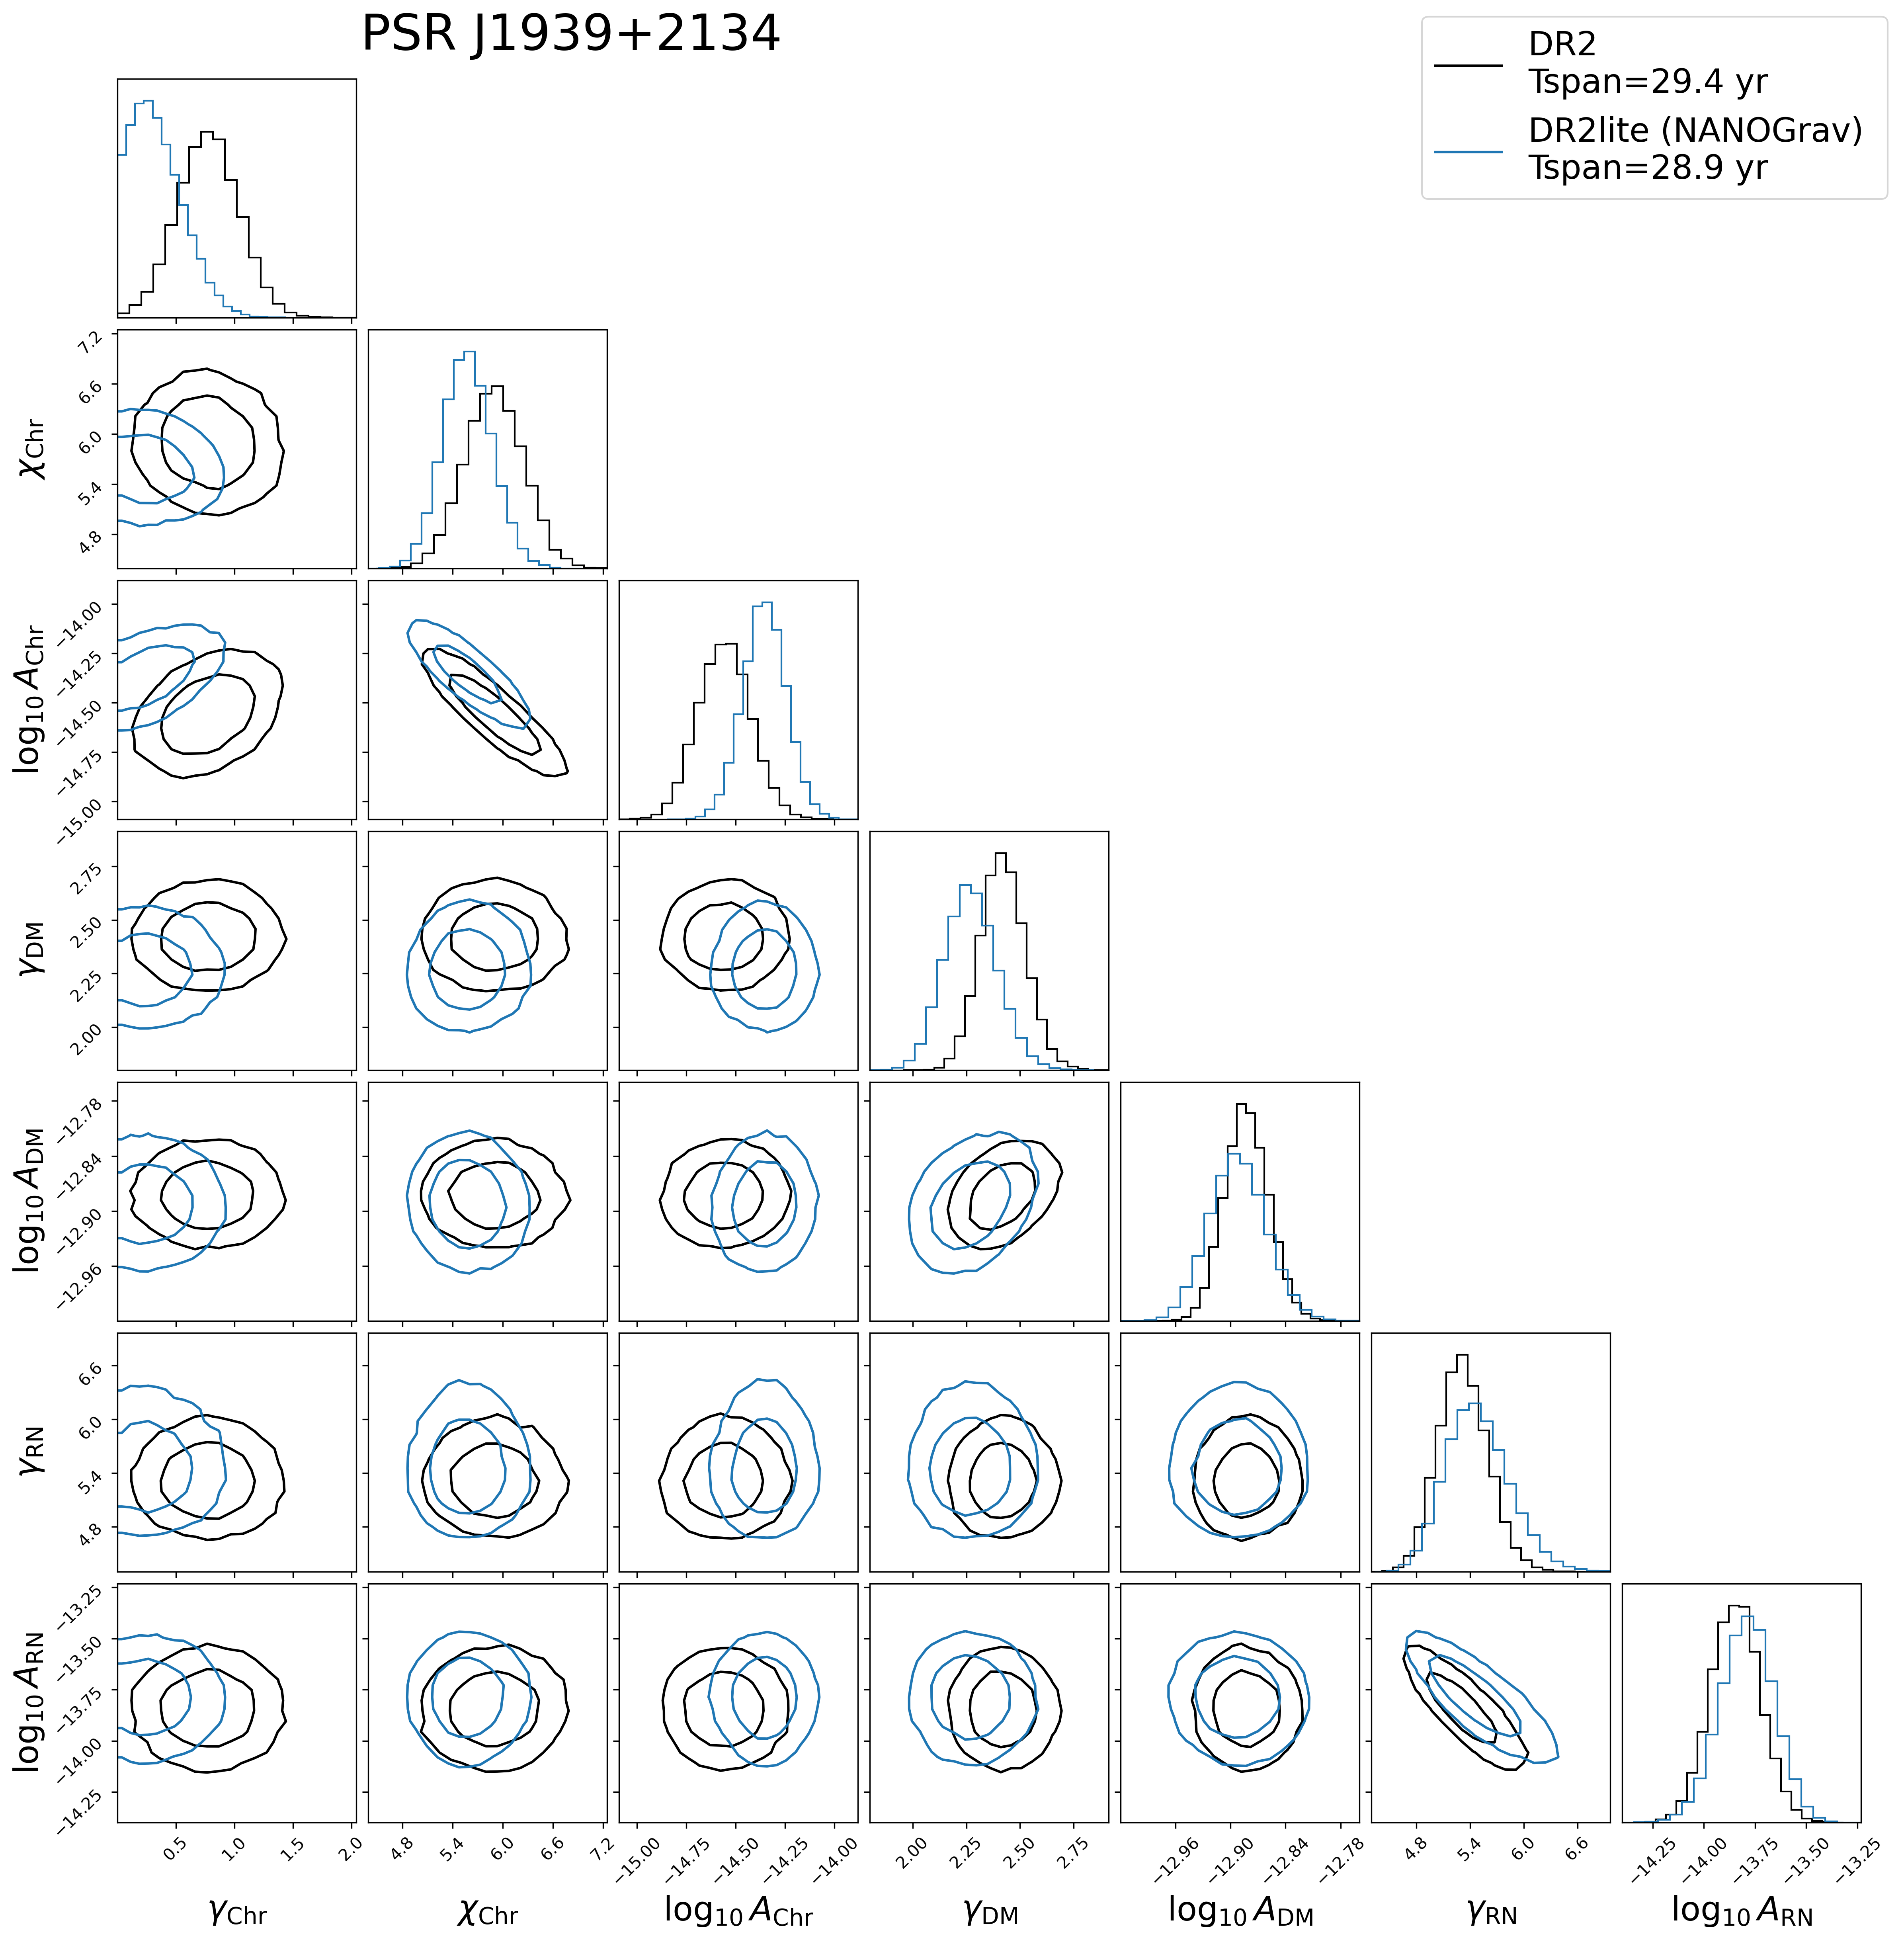 PSR J1939+2134
DR2
Tspan=29.4 yr
DR2lite (NANOGrav)
Tspan=28.9 yr
7.2
6.6
6.0
5.4
4.8
χChr
−14.00
−14.25
−14.50
−14.75
−15.00
log10 AChr
2.75
2.50
2.25
2.00
γDM
−12.78
−12.84
−12.90
−12.96
log10 ADM
6.6
6.0
5.4
4.8
γRN
−13.25
−13.50
−13.75
−14.00
−14.25
log10 ARN
0.5 1.0 1.5 2.0 4.8 5.4 6.0 6.6 7.2 −15.00 −14.75 −14.50 −14.25 −14.00 2.00 2.25 2.50 2.75 −12.96 −12.90 −12.84 −12.78 4.8 5.4 6.0 6.6 −14.25 −14.00 −13.75 −13.50 −13.25
γChr χChr log10 AChr γDM log10 ADM γRN log10 ARN